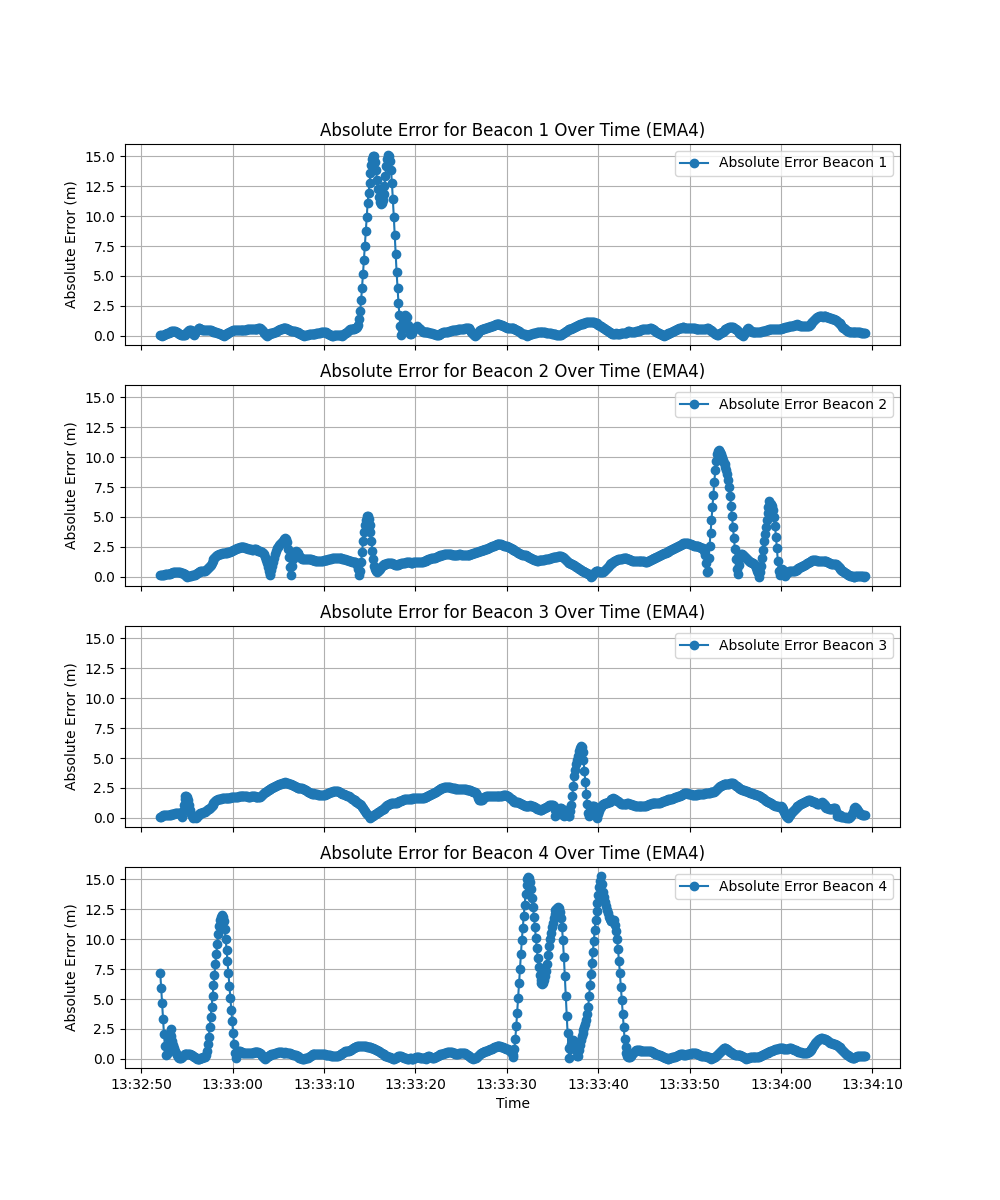 Absolute Error for Beacon 1 Over Time (EMA4)
Absolute Error (m)
15.0
12.5
10.0
7.5
5.0
2.5
0.0
Absolute Error Beacon 1
Absolute Error for Beacon 2 Over Time (EMA4)
Absolute Error (m)
15.0
12.5
10.0
7.5
5.0
2.5
0.0
Absolute Error Beacon 2
Absolute Error for Beacon 3 Over Time (EMA4)
Absolute Error (m)
15.0
12.5
10.0
7.5
5.0
2.5
0.0
Absolute Error Beacon 3
Absolute Error for Beacon 4 Over Time (EMA4)
Absolute Error (m)
15.0
12.5
10.0
7.5
5.0
2.5
0.0
Absolute Error Beacon 4
13:32:50 13:33:00 13:33:10 13:33:20 13:33:30 13:33:40 13:33:50 13:34:00 13:34:10
Time